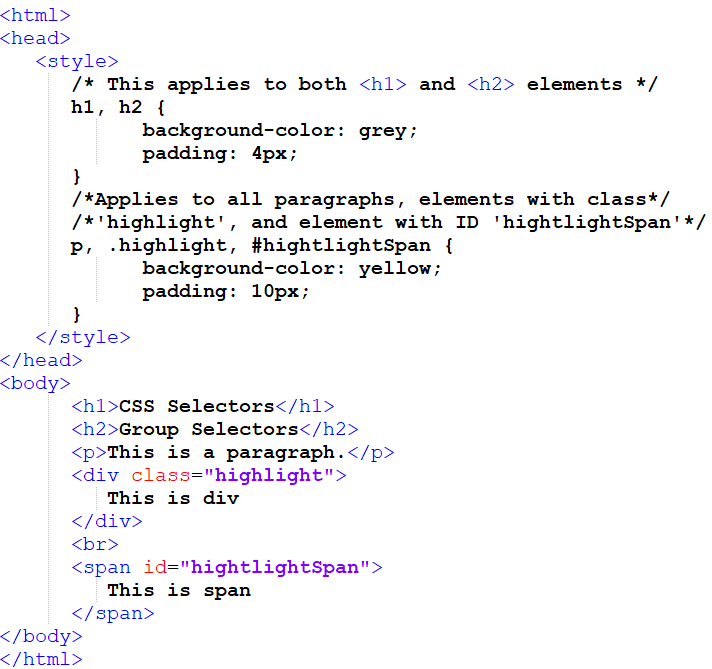 <html>
<head>
<style>
/* This applies to both <h1> and <h2> elements */
h1, h2 {
background-color: grey;
padding: 4px;
}
/*Applies to all paragraphs, elements with class*/
/*'highlight', and element with ID 'hightlightSpan'*/
p, .highlight, #hightlightSpan {
background-color: yellow;
padding: 10px;
}
</style>
</head>
<body>
<h1>CSS Selectors</h1>
<h2>Group Selectors</h2>
<p>This is a paragraph.</p>
<div class="highlight">
This is div
</div>
<br>
<span id="hightlightSpan">
This is span
</span>
</body>
</html>